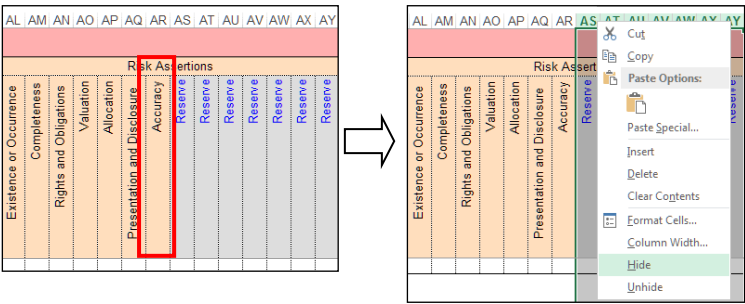 AL AM AN AO AP AQ AR AS AT AU AV AW AX AY
Risk Assertions
Existence or Occurrence
Completeness
Rights and Obligations
Valuation
Allocation
Presentation and Disclosure
Accuracy
Reserve
Reserve
Reserve
Reserve
Reserve
Reserve
Reserve
AL AM AN AO AP AQ AR AS AT AU AV AW AX AY
Risk Assert
Existence or Occurrence
Completeness
Rights and Obligations
Valuation
Allocation
Presentation and Disclosure
Accuracy
Reserve
Cut
Copy
Paste Options:
Paste Special...
Insert
Delete
Clear Contents
Format Cells...
Column Width...
Hide
Unhide